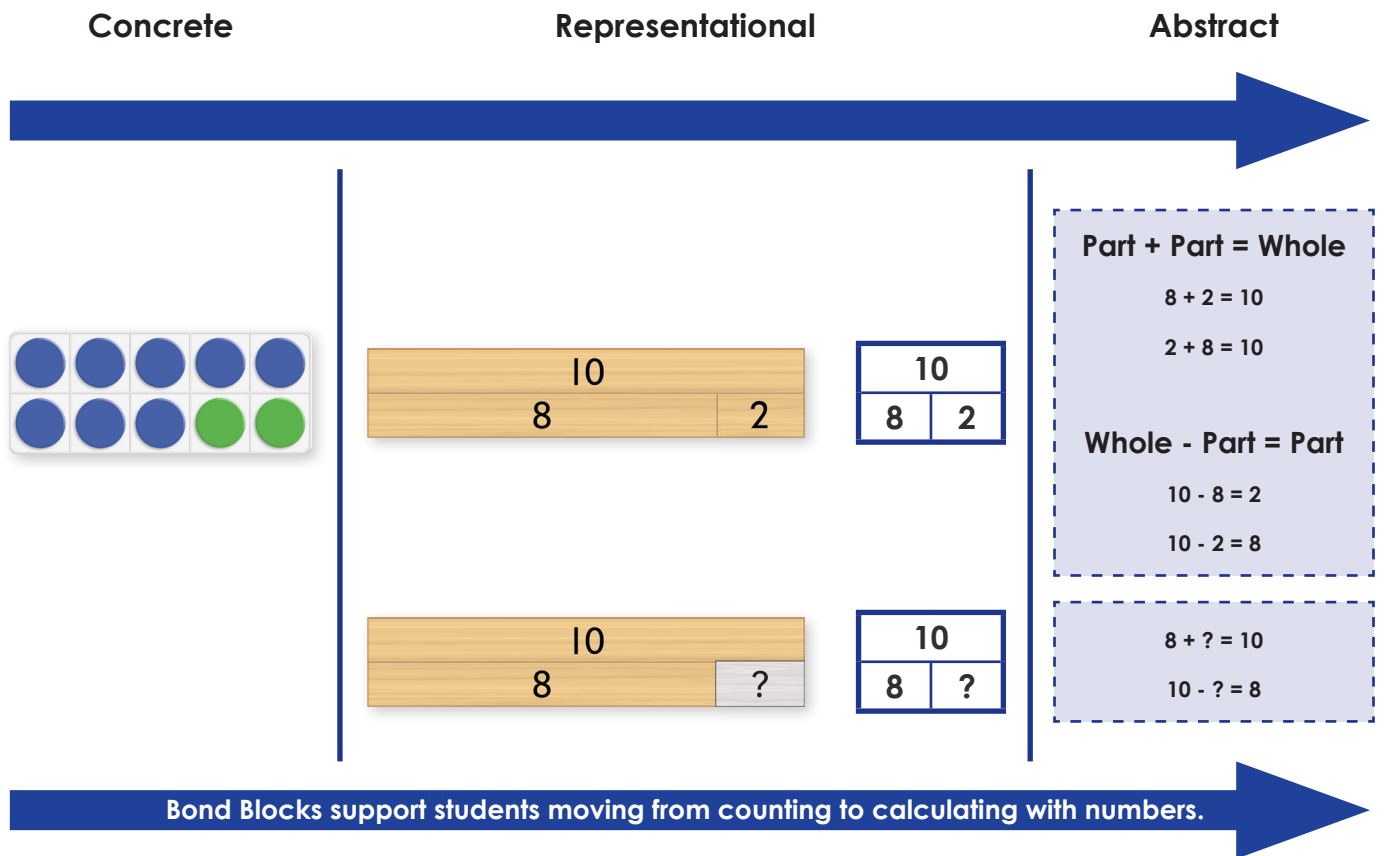 Concrete
Representational
Abstract
10
8 2
10
8 2
Part + Part = Whole
8 + 2 = 10
2 + 8 = 10
Whole - Part = Part
10 - 8 = 2
10 - 2 = 8
10
8 ?
10
8 ?
8 + ? = 10
10 - ? = 8
Bond Blocks support students moving from counting to calculating with numbers.